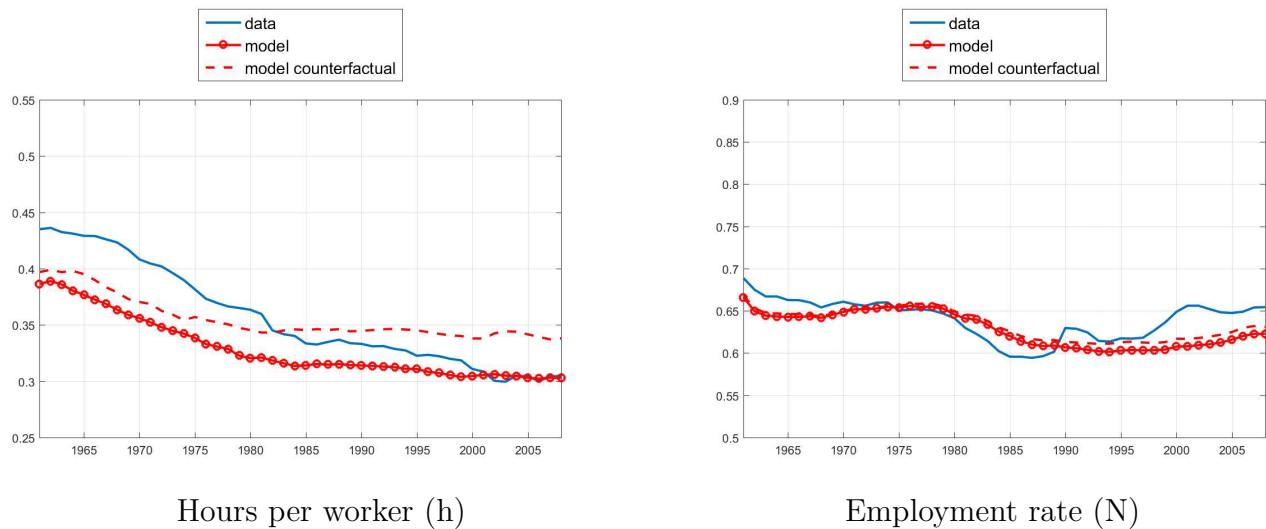 data
model
model counterfactual
0.55
0.5
0.45
0.4
0.35
0.3
0.25
1965 1970 1975 1980 1985 1990 1995 2000 2005
Hours per worker (h)
data
model
model counterfactual
0.9
0.85
0.8
0.75
0.7
0.65
0.6
0.55
0.5
1965 1970 1975 1980 1985 1990 1995 2000 2005
Employment rate (N)